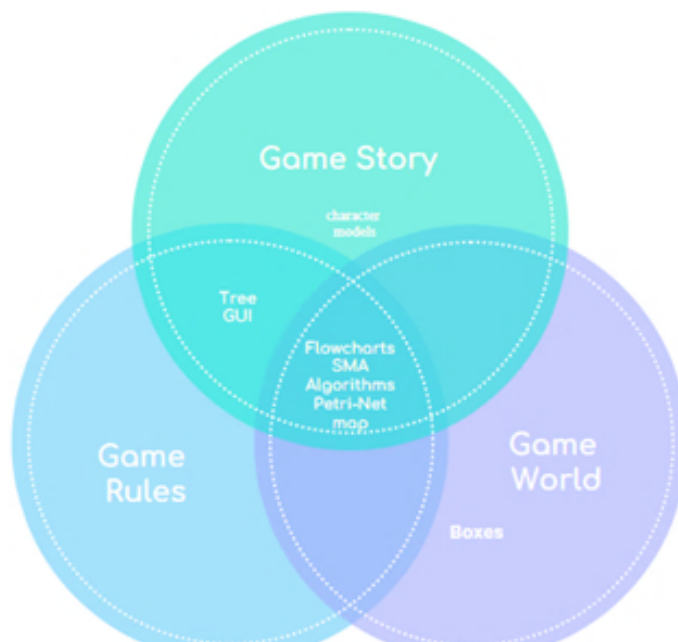 Game Story
character
models
Tree
GUI
Flowcharts
SMA
Algorithms
Petri-Net
map
Game
Rules
Game
World
Boxes